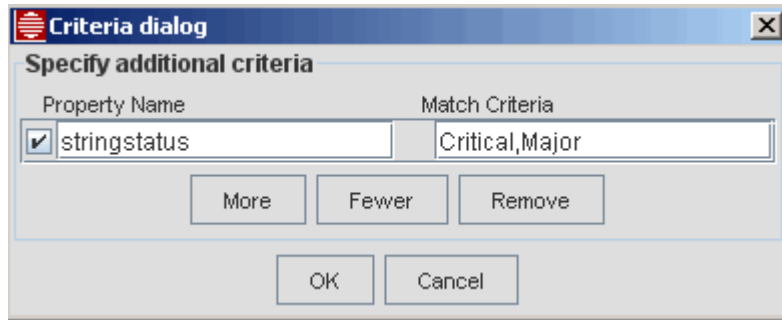 Criteria dialog
Specify additional criteria
Property Name Match Criteria
stringstatus Critical,Major
More Fewer Remove
OK Cancel